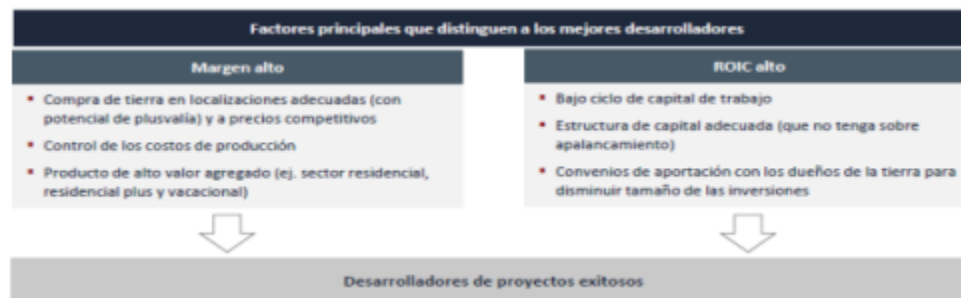 Factores principales que distinguen a los mejores desarrolladores
Margen alto
▪ Compra de tierra en localizaciones adecuadas (con
potencial de plusvalía) y a precios competitivos
▪ Control de los costos de producción
▪ Producto de alto valor agregado (ej. sector residencial,
residencial plus y vacacional)
ROIC alto
▪ Bajo ciclo de capital de trabajo
▪ Estructura de capital adecuada (que no tenga sobre
apalancamiento)
▪ Convenios de aportación con los dueños de la tierra para
disminuir tamaño de las inversiones
Desarrolladores de proyectos exitosos